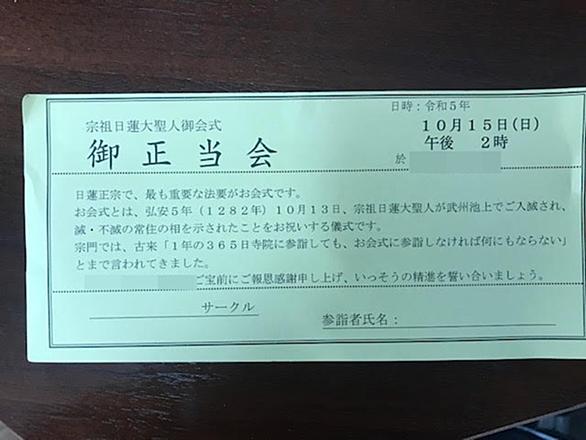 日時:令和5年
宗祖日蓮大聖人御会式
10月15日(日)
御正当会
午後 2時
於
日蓮正宗で、最も重要な法要がお会式です。
お会式とは、弘安5年(1282年)10月13日、宗祖日蓮大聖人が武州池上でご入滅され、
滅・不滅の常住の相を示されたことをお祝いする儀式です。
宗門では、古来「1年の365日寺院に参詣しても、お会式に参詣しなければ何にもならない」
とまで言われてきました。
ご宝前にご報恩感謝申し上げ、いっそうの精進を誓い合いましょう。
サークル
参詣者氏名: